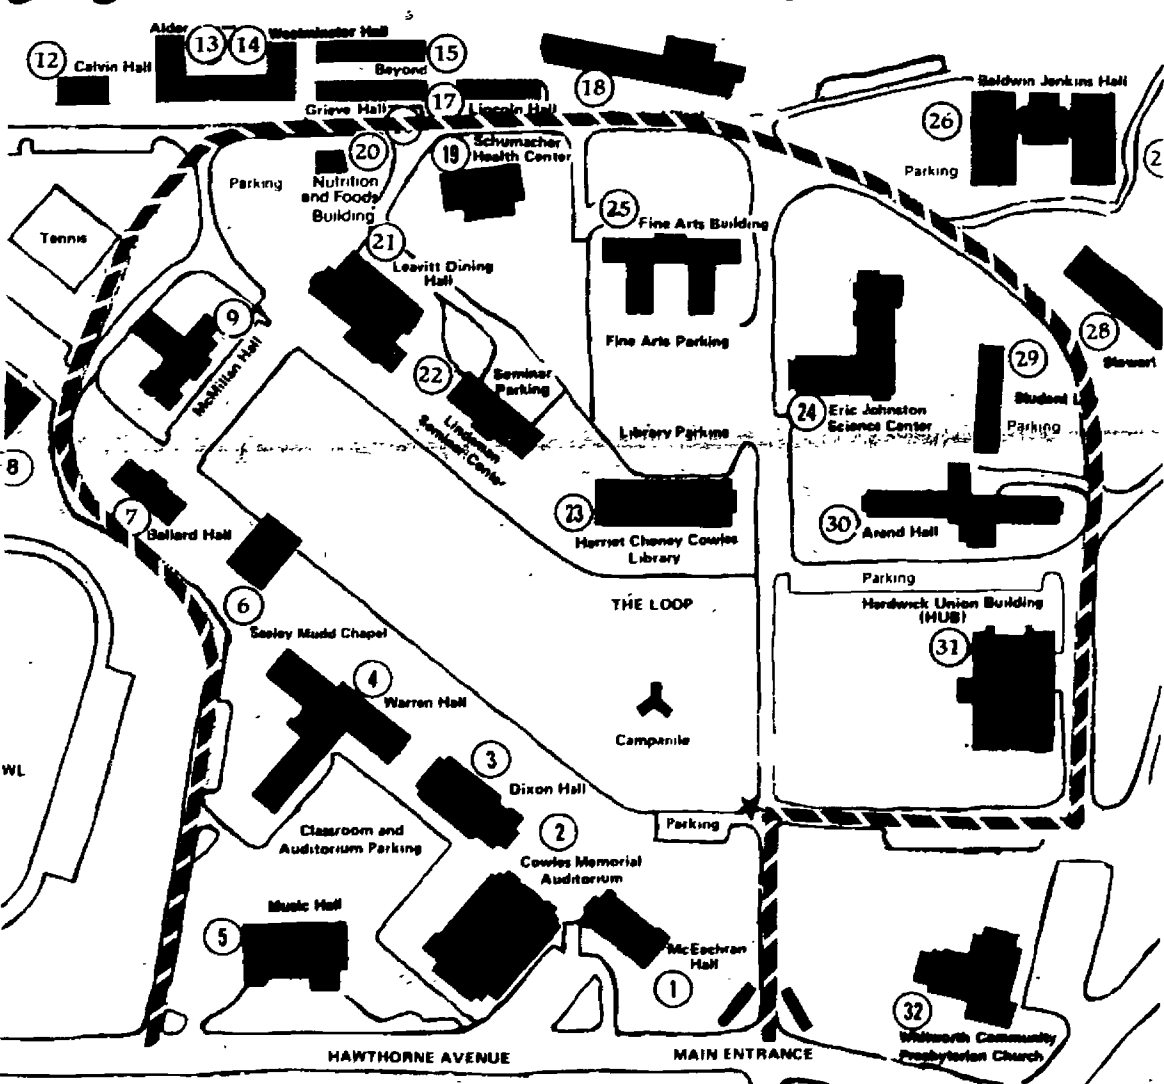 12
Calvin Hall
Alder
13
14
Westminster Hall
15
Beyond
Grieve Hall
17
Lincoln Hall
18
Baldwin Jenkins Hall
26
Parking
20
Nutrition
and Foods
Building
19
Schumacher
Health Center
Parking
Tennis
21
Leavitt Dining
Hall
25
Fine Arts Building
Fine Arts Parking
9
McMillan Hall
22
Seminar
Parking
Lindaman
Seminar Center
Library Parking
24
Eric Johnston
Science Center
28
Stewart
29
Student L
Parking
8
7
Ballard Hall
23
Harriet Cheney Cowles
Library
30
Arend Hall
Parking
THE LOOP
Hardwick Union Building
(HUB)
31
6
Seeley Mudd Chapel
4
Warren Hall
Campanile
WL
3
Dixon Hall
Parking
Classroom and
Auditorium Parking
2
Cowles Memorial
Auditorium
Music Hall
5
McEachran
Hall
1
32
Whitworth Community
Presbyterian Church
HAWTHORNE AVENUE
MAIN ENTRANCE